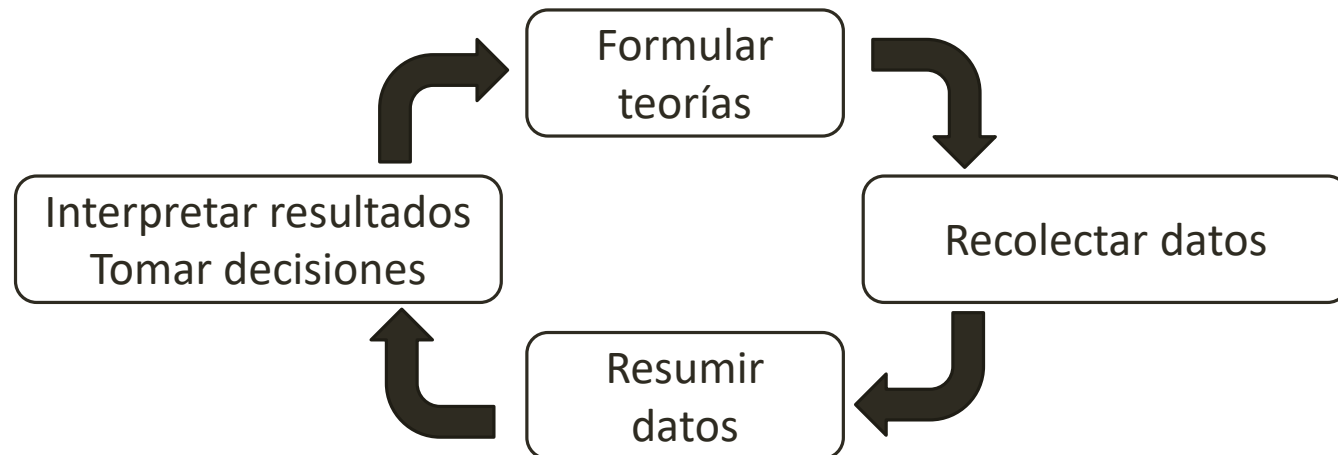 Formular
teorías
Interpretar resultados
Tomar decisiones
Recolectar datos
Resumir
datos